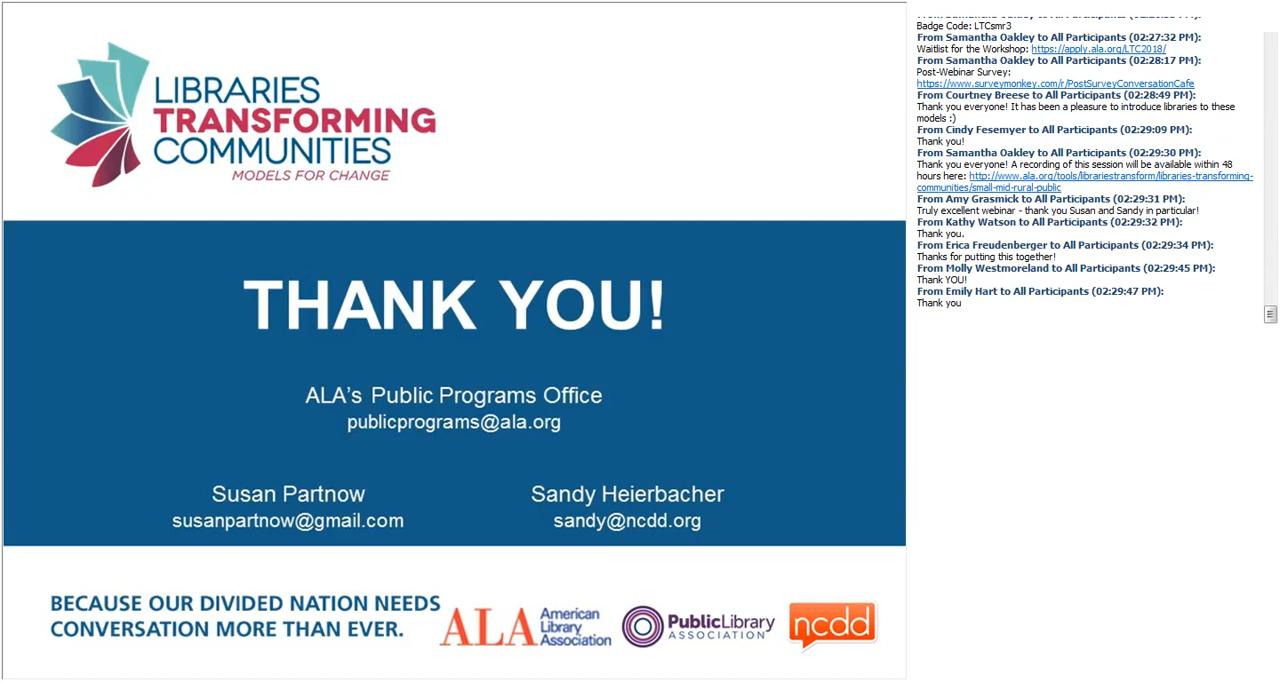 LIBRARIES
TRANSFORMING
COMMUNITIES
MODELS FOR CHANGE
THANK YOU!
ALA's Public Programs Office
publicprograms@ala.org
Susan Partnow
susanpartnow@gmail.com
Sandy Heierbacher
sandy@ncdd.org
BECAUSE OUR DIVIDED NATION NEEDS
CONVERSATION MORE THAN EVER.
ALA American
Library
Association
PublicLibrary
ASSOCIATION
ncdd
Badge Code: LTCsmr3
From Samantha Oakley to All Participants (02:27:32 PM):
Waitlist for the Workshop: https://apply.ala.org/LTC2018/
From Samantha Oakley to All Participants (02:28:17 PM):
Post-Webinar Survey:
https://www.surveymonkey.com/r/PostSurveyConversationCafe
From Courtney Breese to All Participants (02:28:49 PM):
Thank you everyone! It has been a pleasure to introduce libraries to these
models :)
From Cindy Fesemyer to All Participants (02:29:09 PM):
Thank you!
From Samantha Oakley to All Participants (02:29:30 PM):
Thank you everyone! A recording of this session will be available within 48
hours here: http://www.ala.org/tools/librariestransform/libraries-transforming-
communities/small-mid-rural-public
From Amy Grasmick to All Participants (02:29:31 PM):
Truly excellent webinar - thank you Susan and Sandy in particular!
From Kathy Watson to All Participants (02:29:32 PM):
Thank you.
From Erica Freudenberger to All Participants (02:29:34 PM):
Thanks for putting this together!
From Molly Westmoreland to All Participants (02:29:45 PM):
Thank YOU!
From Emily Hart to All Participants (02:29:47 PM):
Thank you